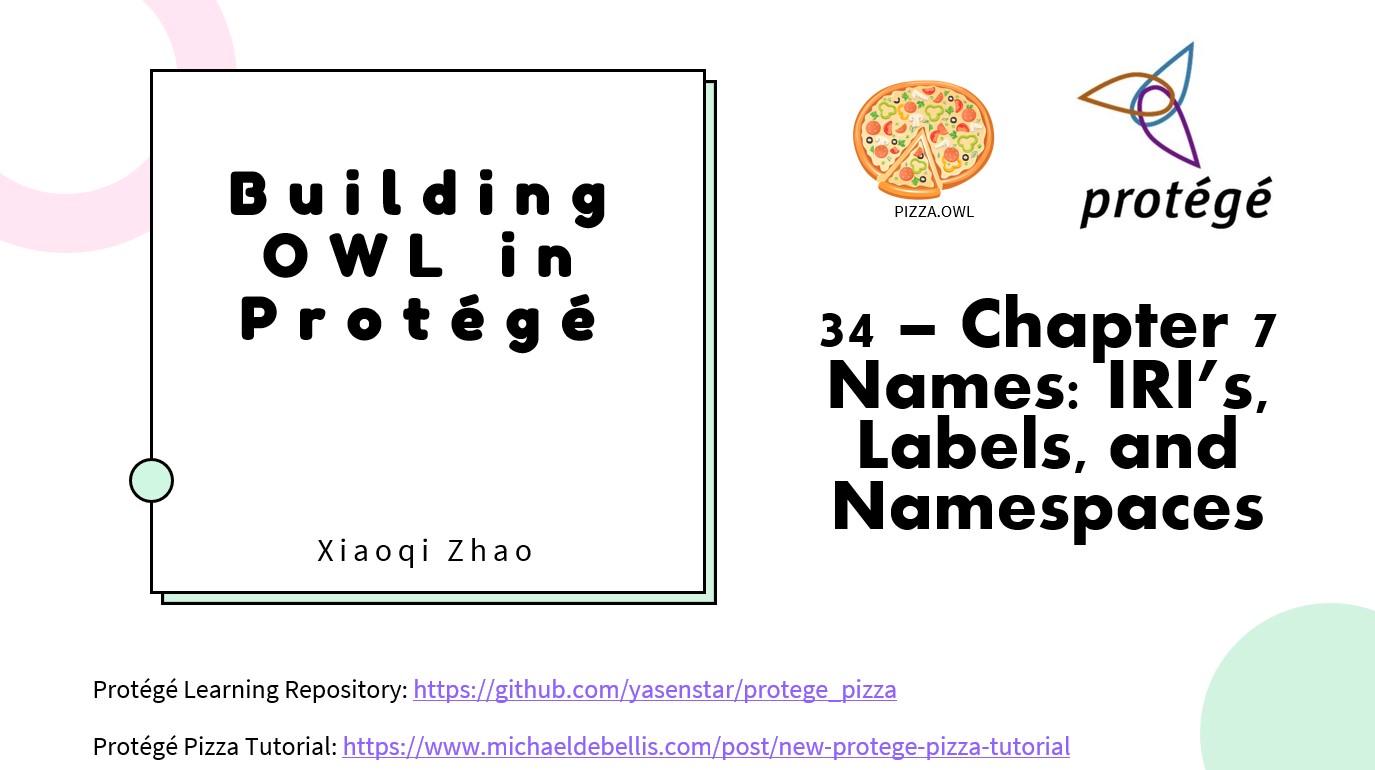 Building
OWL in
Protégé
Xiaoqi Zhao
PIZZA.OWL
protégé
34 – Chapter 7
Names: IRI’s,
Labels, and
Namespaces
Protégé Learning Repository: https://github.com/yasenstar/protege_pizza
Protégé Pizza Tutorial: https://www.michaeldebellis.com/post/new-protege-pizza-tutorial